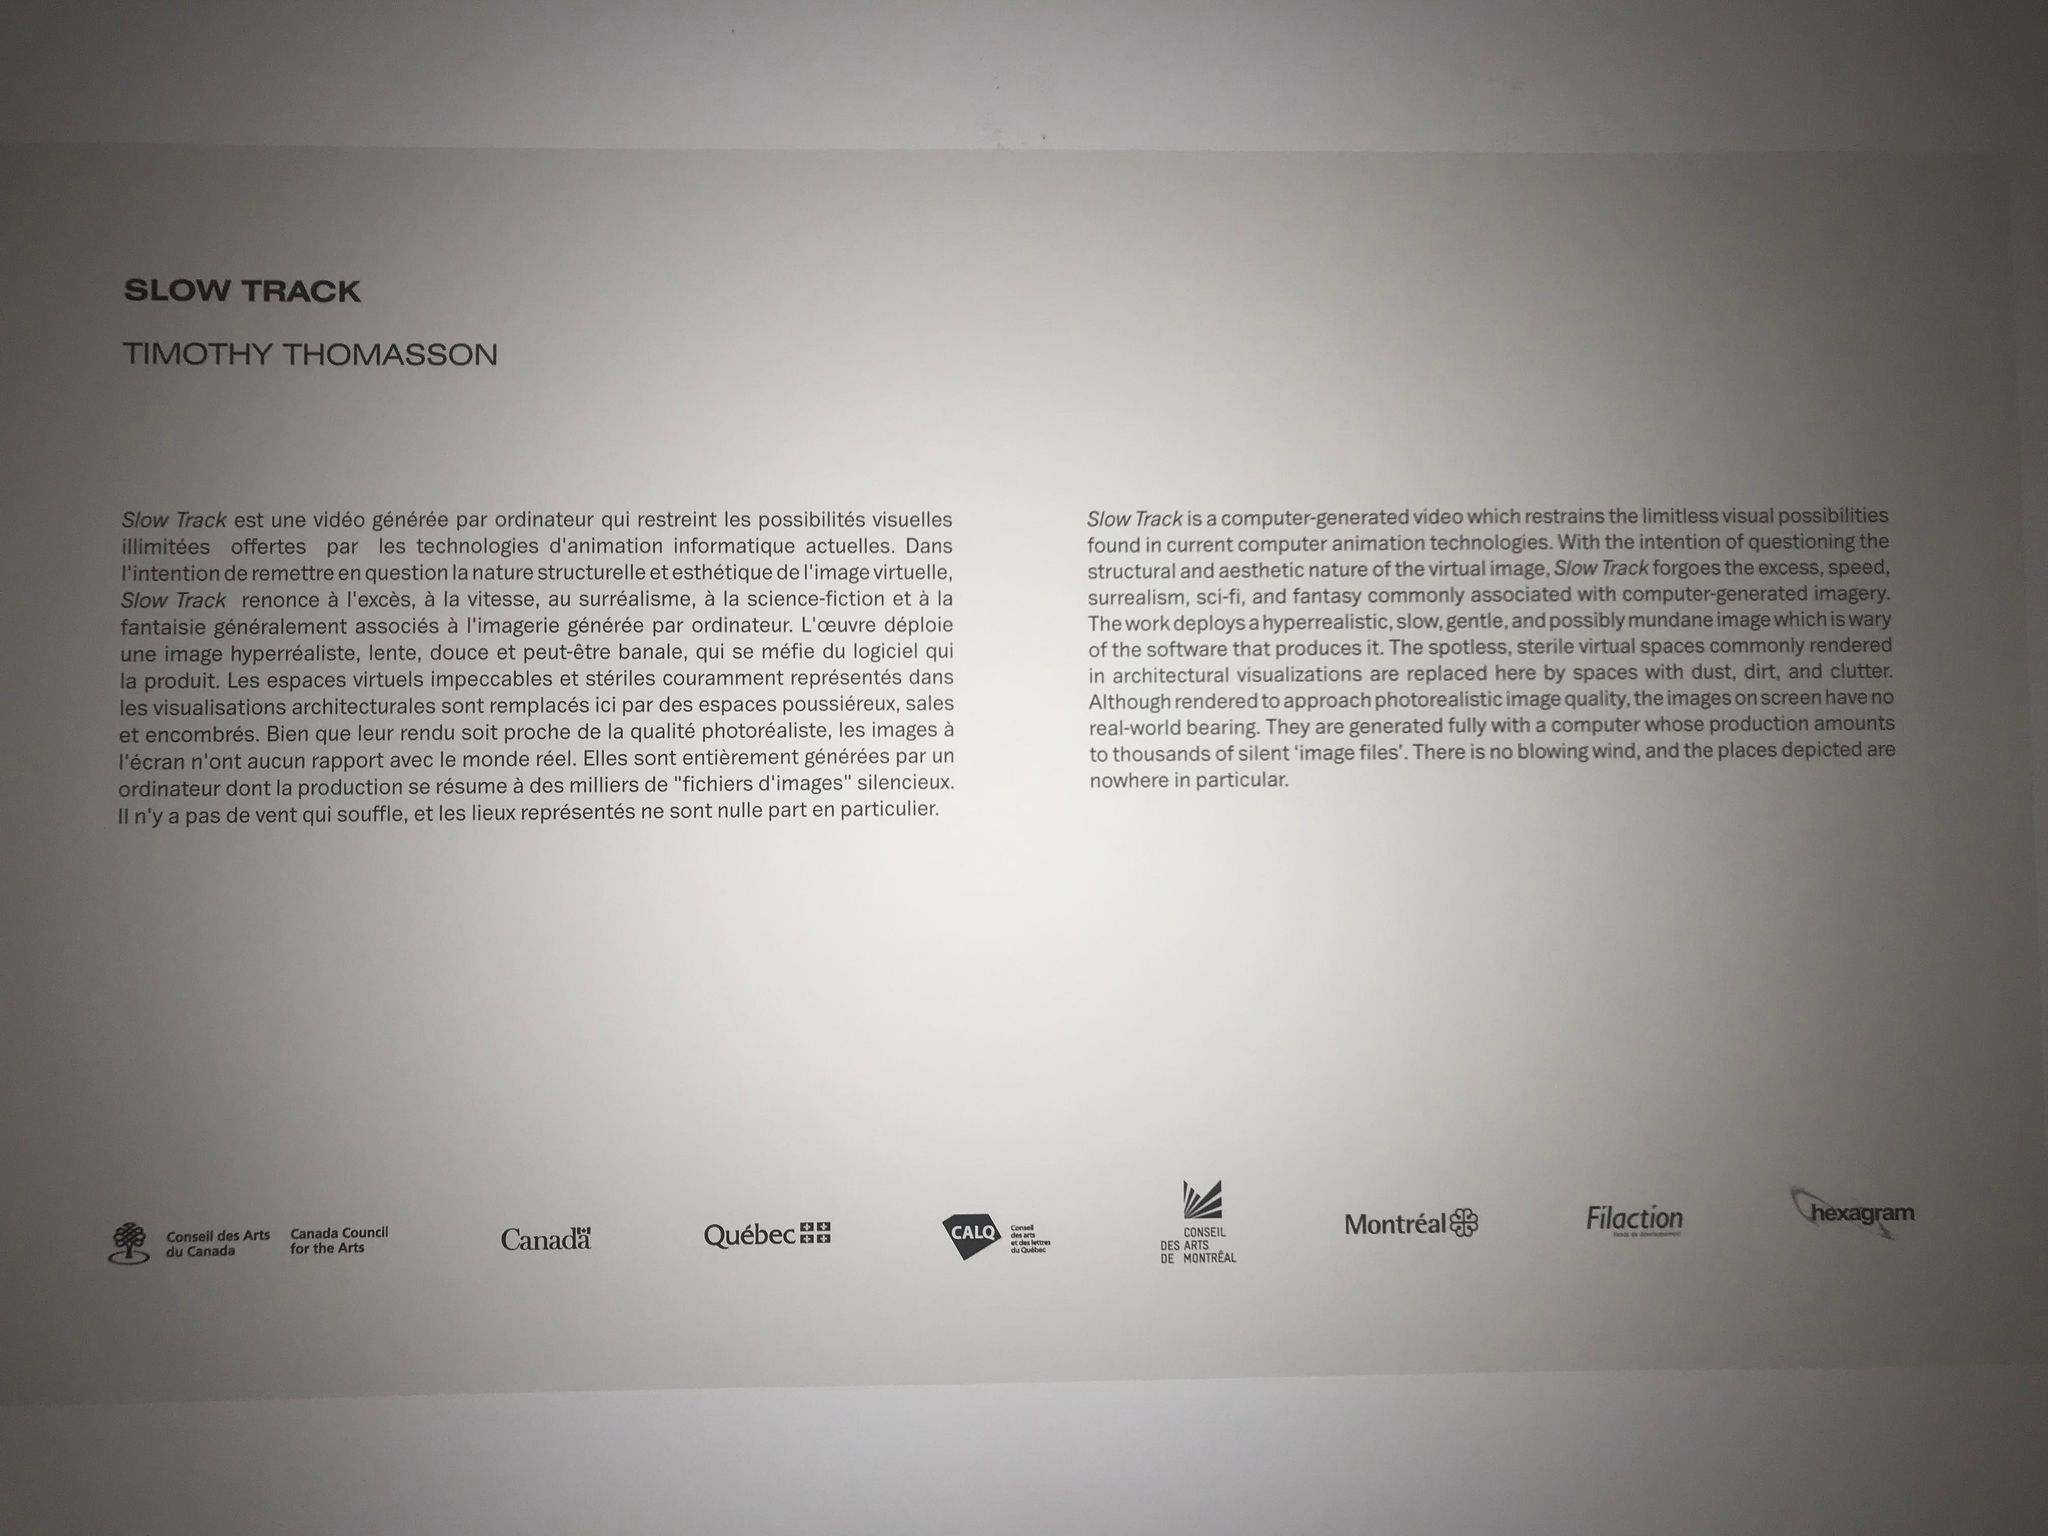 SLOW TRACK
TIMOTHY THOMASSON
Slow Track est une vidéo générée par ordinateur qui restreint les possibilités visuelles
illimitées offertes par les technologies d'animation informatique actuelles. Dans
l'intention de remettre en question la nature structurelle et esthétique de l'image virtuelle,
Slow Track renonce à l'excès, à la vitesse, au surréalisme, à la science-fiction et à la
fantaisie généralement associés à l'imagerie générée par ordinateur. L'œuvre déploie
une image hyperréaliste, lente, douce et peut-être banale, qui se méfie du logiciel qui
la produit. Les espaces virtuels impeccables et stériles couramment représentés dans
les visualisations architecturales sont remplacés ici par des espaces poussiéreux, sales
et encombrés. Bien que leur rendu soit proche de la qualité photoréaliste, les images à
l'écran n'ont aucun rapport avec le monde réel. Elles sont entièrement générées par un
ordinateur dont la production se résume à des milliers de "fichiers d'images" silencieux.
Il n'y a pas de vent qui souffle, et les lieux représentés ne sont nulle part en particulier.
Slow Track is a computer-generated video which restrains the limitless visual possibilities
found in current computer animation technologies. With the intention of questioning the
structural and aesthetic nature of the virtual image, Slow Track forgoes the excess, speed,
surrealism, sci-fi, and fantasy commonly associated with computer-generated imagery.
The work deploys a hyperrealistic, slow, gentle, and possibly mundane image which is wary
of the software that produces it. The spotless, sterile virtual spaces commonly rendered
in architectural visualizations are replaced here by spaces with dust, dirt, and clutter.
Although rendered to approach photorealistic image quality, the images on screen have no
real-world bearing. They are generated fully with a computer whose production amounts
to thousands of silent ‘image files’. There is no blowing wind, and the places depicted are
nowhere in particular.
Conseil des Arts
du Canada
Canada Council
for the Arts
Canada
Québec
CALQ
Conseil
des arts
et des lettres
du Québec
CONSEIL
DES ARTS
DE MONTRÉAL
Montréal
Filaction
fonds de développement
hexagram